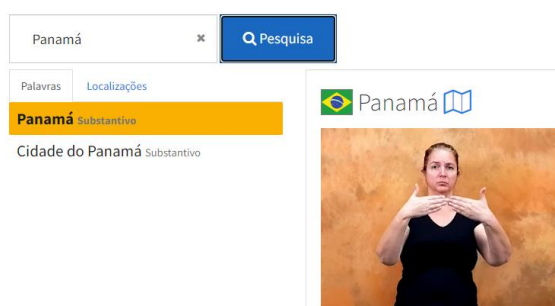 Panamá ✖ Pesquisa
Palavras Localizações
Panamá Substantivo
Cidade do Panamá Substantivo
Panamá